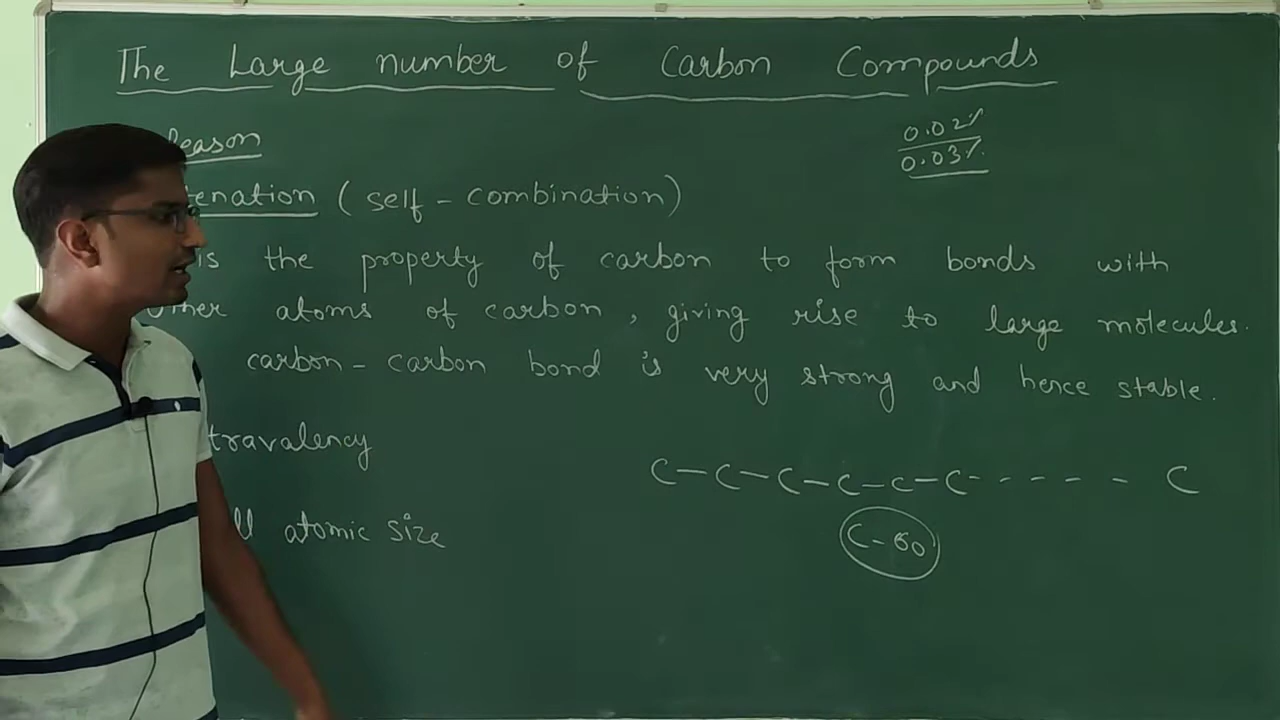 The Large number of Carbon Compounds
0.02%
0.03%.
eason
enation (self-combination)
is the property of carbon to form bonds with
other atoms of carbon, giving rise to large molecules.
carbon-carbon bond is very strong and hence stable.
travalency
C-C-C-C-C-C- - - - - C
C-60
ll atomic size